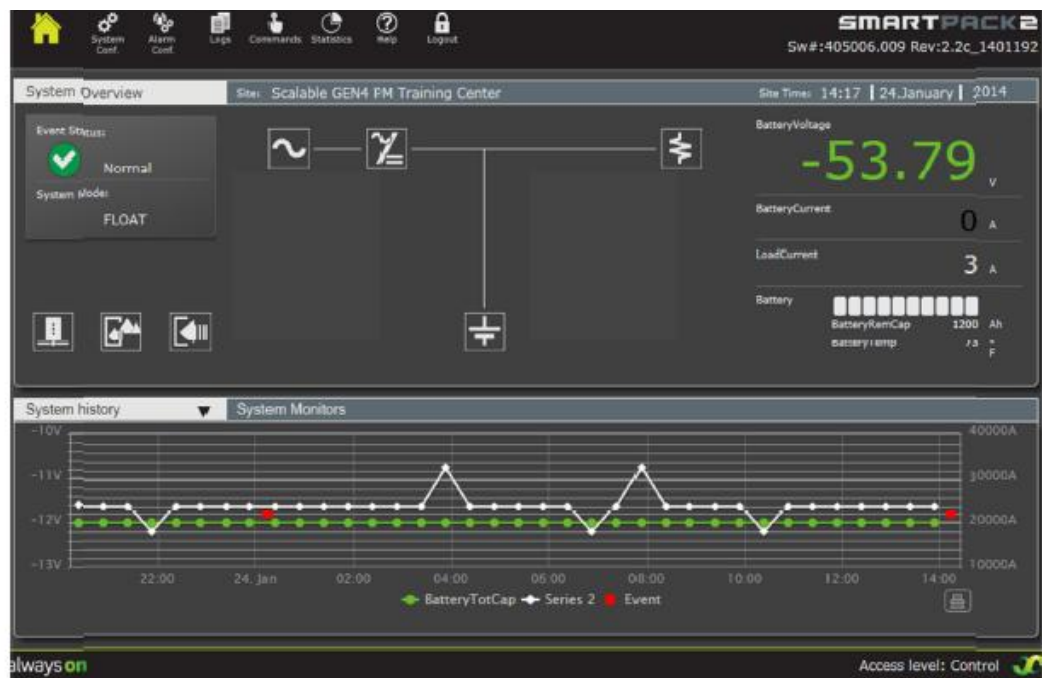 System Conf.
Alarm Conf.
Logs
Commands
Statistics
Help
Logout
SMARTPACK2
Sw#:405006.009 Rev:2.2c_1401192
System Overview
Site: Scalable GEN4 FM Training Center
Site Time: 14:17 | 24.January | 2014
Event Status:
Normal
System Mode:
FLOAT
BatteryVoltage
-53.79 V
BatteryCurrent
0 A
LoadCurrent
3 A
Battery
BatteryRemCap 1200 Ah
BatteryTemp 73 °F
System history
System Monitors
-10V
-11V
-12V
-13V
40000A
30000A
20000A
10000A
22:00 24. Jan 02:00 04:00 06:00 08:00 10:00 12:00 14:00
BatteryTotCap Series 2 Event
always on
Access level: Control